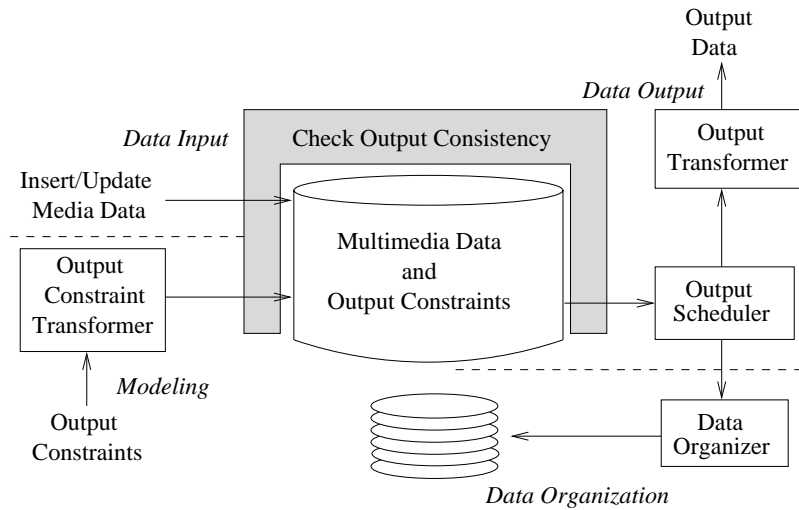 Output
Data
Data Output
Data Input
Check Output Consistency
Output
Transformer
Insert/Update
Media Data
Multimedia Data
and
Output Constraints
Output
Constraint
Transformer
Output
Scheduler
Modeling
Output
Constraints
Data
Organizer
Data Organization